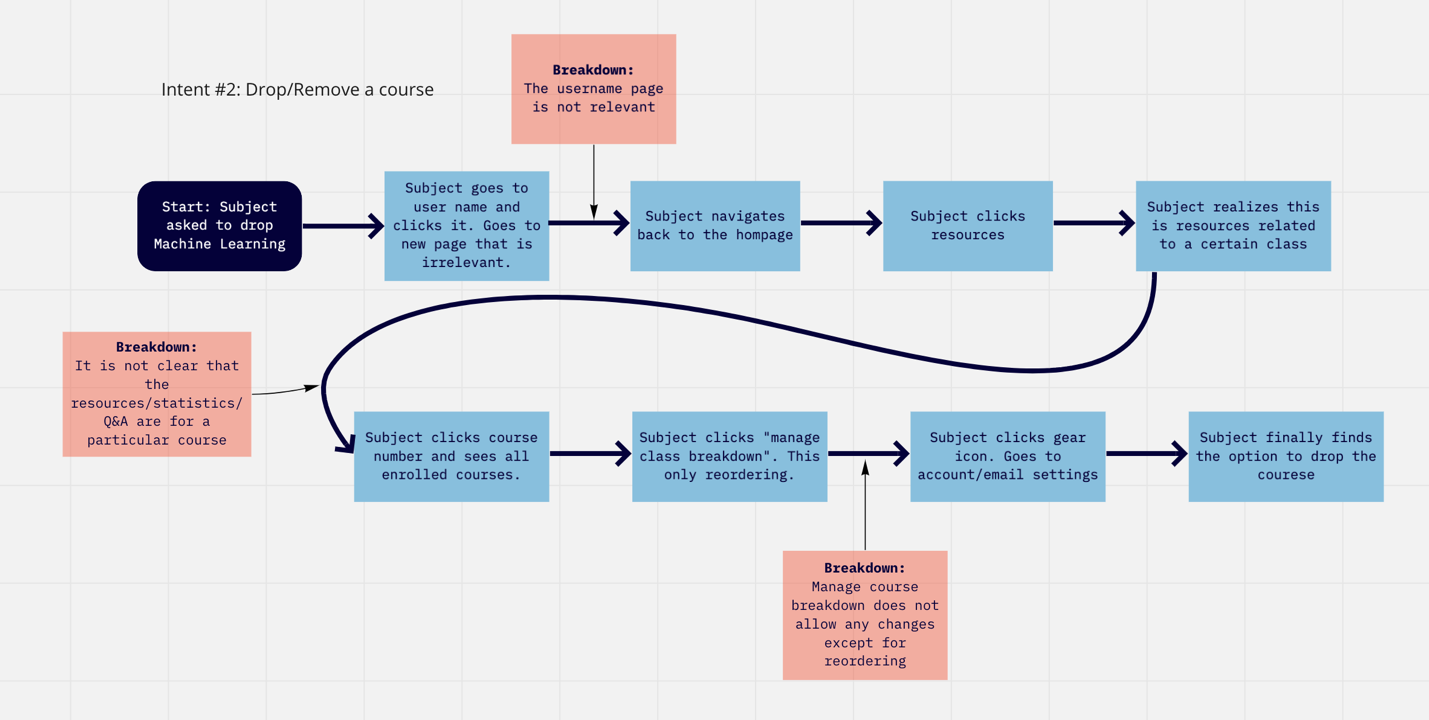 Intent #2: Drop/Remove a course
Breakdown:
The username page
is not relevant
Start: Subject
asked to drop
Machine Learning
Subject goes to
user name and
clicks it. Goes to
new page that is
irrelevant.
Subject navigates
back to the hompage
Subject clicks
resources
Subject realizes this
is resources related
to a certain class
Breakdown:
It is not clear that
the
resources/statistics/
Q&A are for a
particular course
Subject clicks course
number and sees all
enrolled courses.
Subject clicks "manage
class breakdown". This
only reordering.
Subject clicks gear
icon. Goes to
account/email settings
Subject finally finds
the option to drop the
courese
Breakdown:
Manage course
breakdown does not
allow any changes
except for
reordering